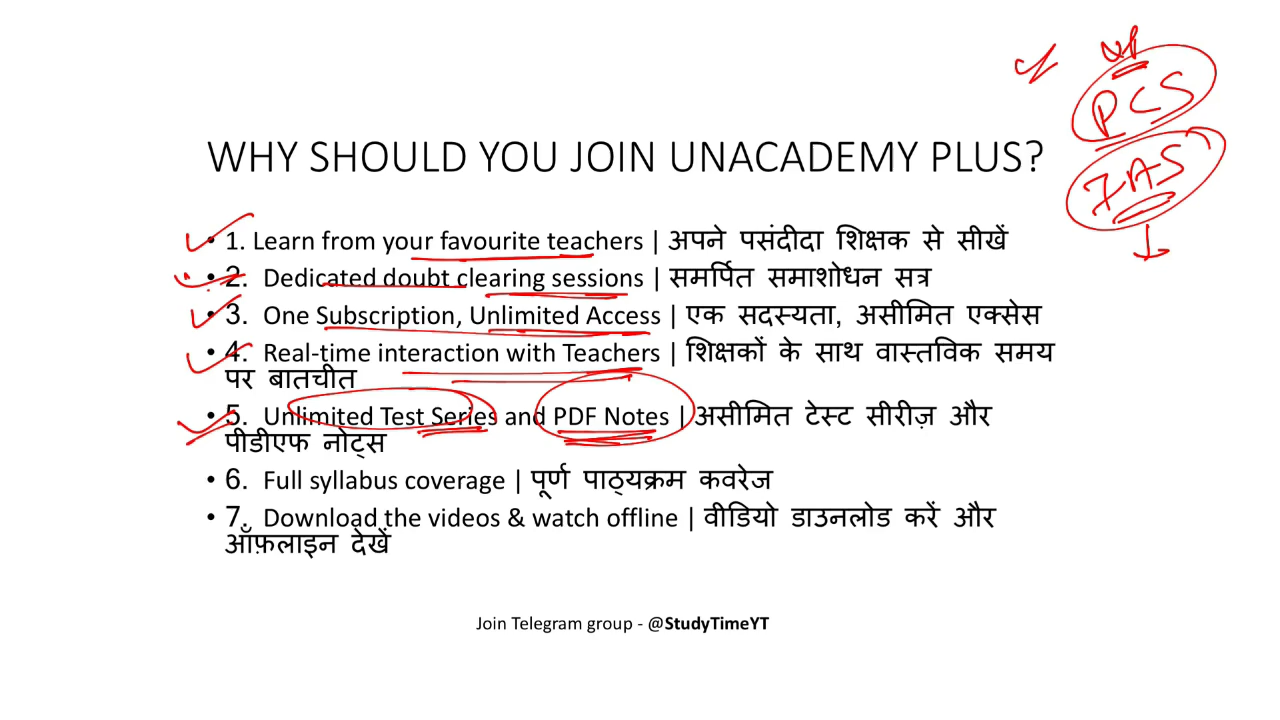 UP
PCS
IAS
WHY SHOULD YOU JOIN UNACADEMY PLUS?
• 1. Learn from your favourite teachers | अपने पसंदीदा शिक्षक से सीखें
• 2. Dedicated doubt clearing sessions | समर्पित समाशोधन सत्र
• 3. One Subscription, Unlimited Access | एक सदस्यता, असीमित एक्सेस
• 4. Real-time interaction with Teachers | शिक्षकों के साथ वास्तविक समय
पर बातचीत
• 5. Unlimited Test Series and PDF Notes | असीमित टेस्ट सीरीज़ और
पीडीएफ नोट्स
• 6. Full syllabus coverage | पूर्ण पाठ्यक्रम कवरेज
• 7. Download the videos & watch offline | वीडियो डाउनलोड करें और
ऑफ़लाइन देखें
Join Telegram group - @StudyTimeYT